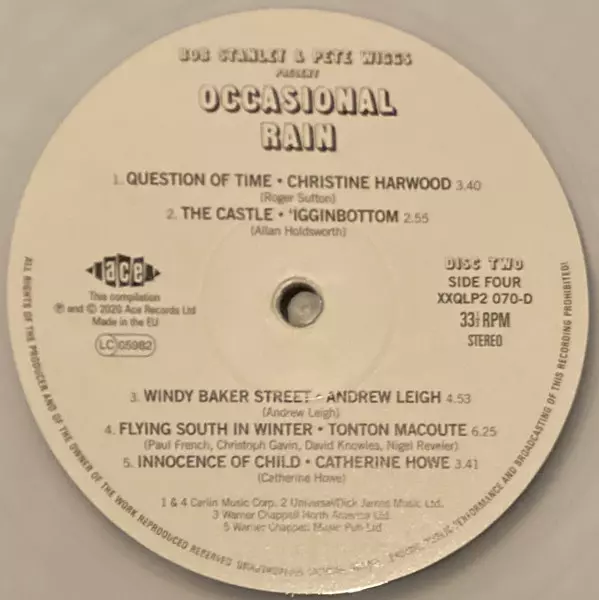 BOB STANLEY & PETE WIGGS
PRESENT
OCCASIONAL
RAIN
1. QUESTION OF TIME • CHRISTINE HARWOOD 3.40
(Roger Sutton)
2. THE CASTLE • 'IGGINBOTTOM 2.55
(Allan Holdsworth)
ace
This compilation
℗ and © 2020 Ace Records Ltd
Made in the EU
LC 05982
DISC TWO
SIDE FOUR
XXQLP2 070-D
33⅓ RPM
STEREO
3. WINDY BAKER STREET • ANDREW LEIGH 4.53
(Andrew Leigh)
4. FLYING SOUTH IN WINTER • TONTON MACOUTE 6.25
(Paul French, Christoph Gavin, David Knowles, Nigel Reveler)
5. INNOCENCE OF CHILD • CATHERINE HOWE 3.41
(Catherine Howe)
1 & 4 Carlin Music Corp. 2 Universal/Dick James Music Ltd.
3 Warner Chappell North America Ltd
5 Warner Chappell Music Pub Ltd
ALL RIGHTS OF THE PRODUCER AND OF THE OWNER OF THE WORK REPRODUCED RESERVED. PUBLIC PERFORMANCE AND BROADCASTING OF THIS RECORDING PROHIBITED!